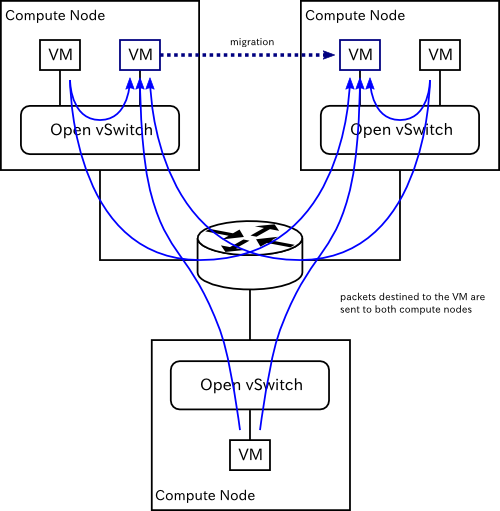 Compute Node
Compute Node
VM
VM
migration
VM
VM
Open vSwitch
Open vSwitch
packets destined to the VM are
sent to both compute nodes
Open vSwitch
VM
Compute Node